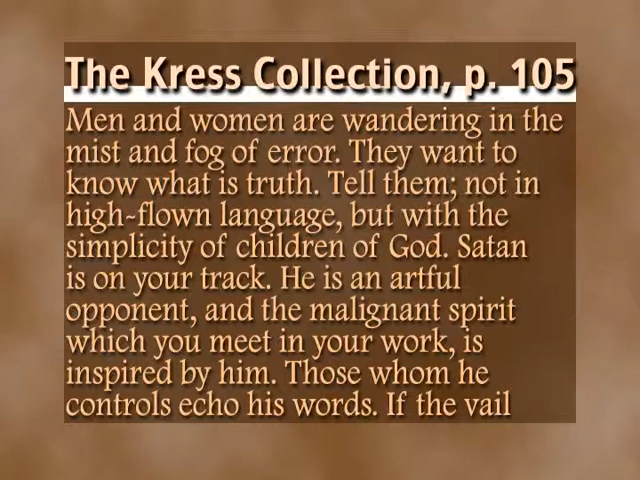 The Kress Collection, p. 105
Men and women are wandering in the
mist and fog of error. They want to
know what is truth. Tell them; not in
high-flown language, but with the
simplicity of children of God. Satan
is on your track. He is an artful
opponent, and the malignant spirit
which you meet in your work, is
inspired by him. Those whom he
controls echo his words. If the vail